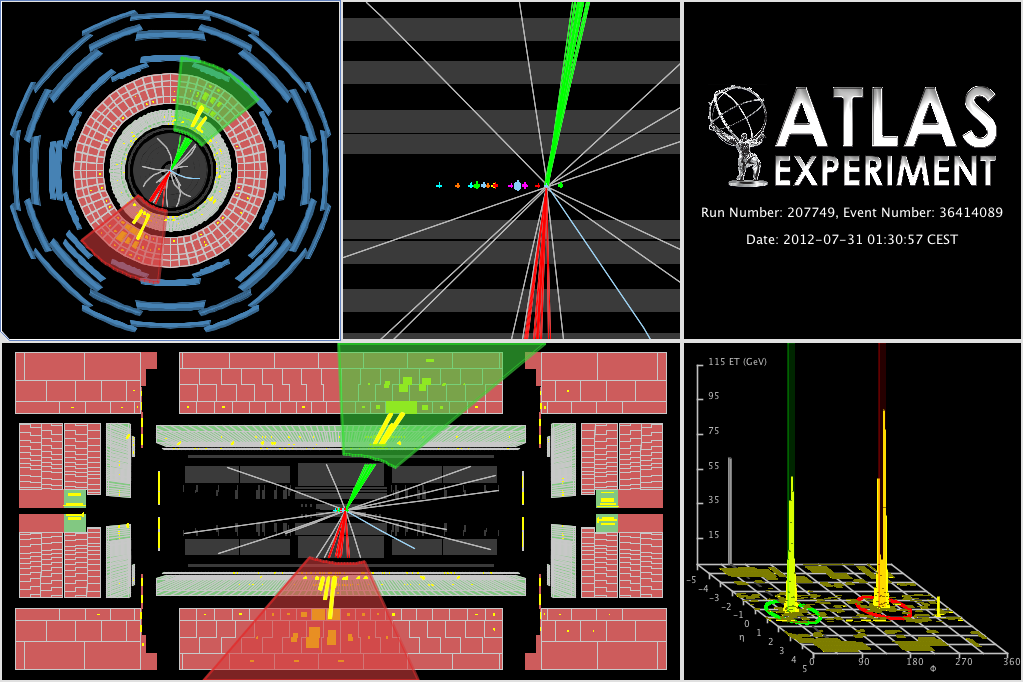 ATLAS
EXPERIMENT
Run Number: 207749, Event Number: 36414089
Date: 2012-07-31 01:30:57 CEST
115 ET (GeV)
95
75
55
35
15
-5
-4
-3
-2
-1
0
η 1
2
3
4
5
0 90 180 270 360
Φ